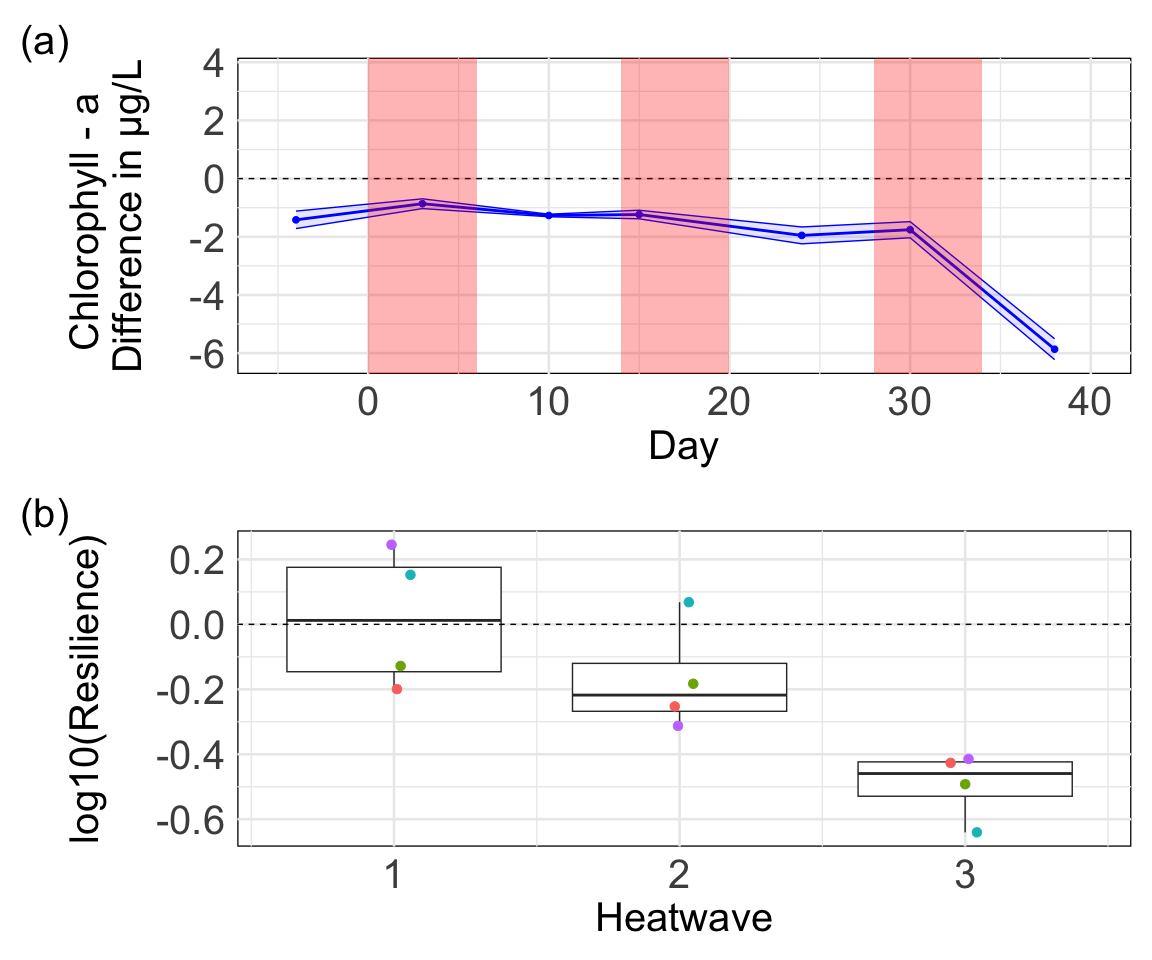 (a)
Chlorophyll - a
Difference in µg/L
4
2
0
-2
-4
-6
0 10 20 30 40
Day
(b)
log10(Resilience)
0.2
0.0
-0.2
-0.4
-0.6
1 2 3
Heatwave